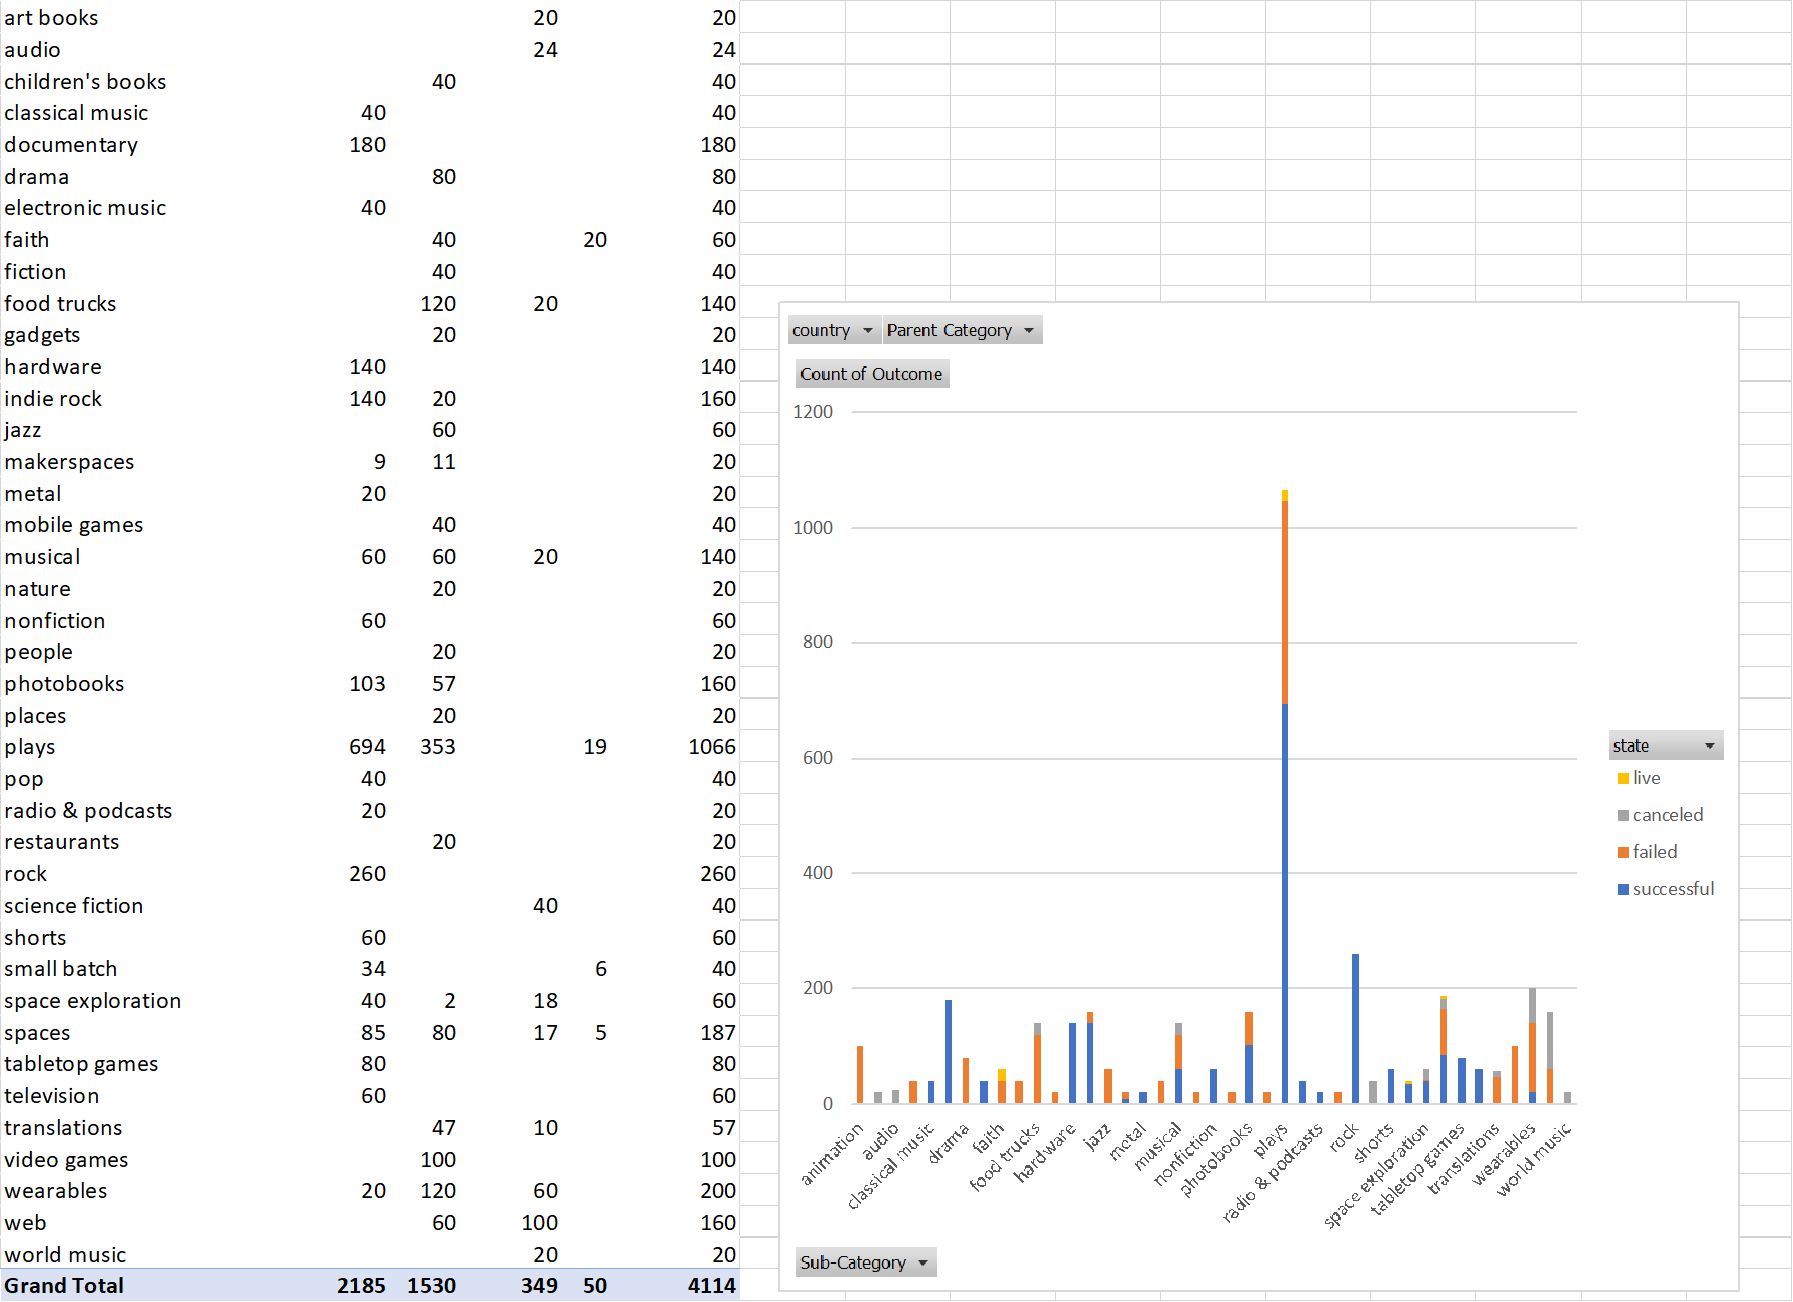 art books 20 20
audio 24 24
children's books 40 40
classical music 40 40
documentary 180 180
drama 80 80
electronic music 40 40
faith 40 20 60
fiction 40 40
food trucks 120 20 140
gadgets 20 20
hardware 140 140
indie rock 140 20 160
jazz 60 60
makerspaces 9 11 20
metal 20 20
mobile games 40 40
musical 60 60 20 140
nature 20 20
nonfiction 60 60
people 20 20
photobooks 103 57 160
places 20 20
plays 694 353 19 1066
pop 40 40
radio & podcasts 20 20
restaurants 20 20
rock 260 260
science fiction 40 40
shorts 60 60
small batch 34 6 40
space exploration 40 2 18 60
spaces 85 80 17 5 187
tabletop games 80 80
television 60 60
translations 47 10 57
video games 100 100
wearables 20 120 60 200
web 60 100 160
world music 20 20
Grand Total 2185 1530 349 50 4114
country Parent Category
Count of Outcome
1200
1000
800
600
400
200
0
animation
audio
classical music
drama
faith
food trucks
hardware
jazz
metal
musical
nonfiction
photobooks
plays
radio & podcasts
rock
shorts
space exploration
tabletop games
translations
wearables
world music
state
live
canceled
failed
successful
Sub-Category